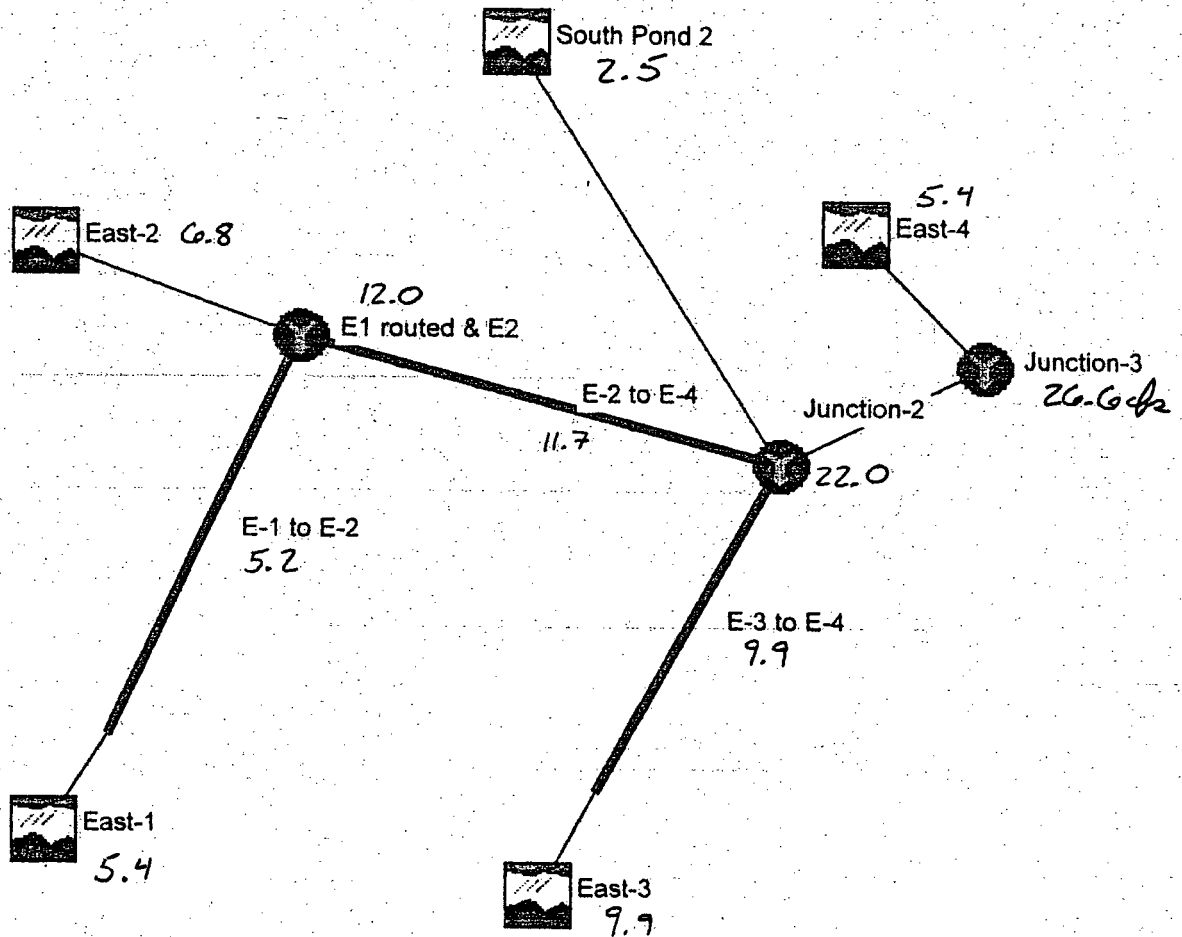 South Pond 2
2.5
5.4
East-4
East-2 6.8
12.0
E1 routed & E2
Junction-3
26.6 cfs
E-2 to E-4
11.7
Junction-2
22.0
E-1 to E-2
5.2
E-3 to E-4
9.9
East-1
5.4
East-3
9.9